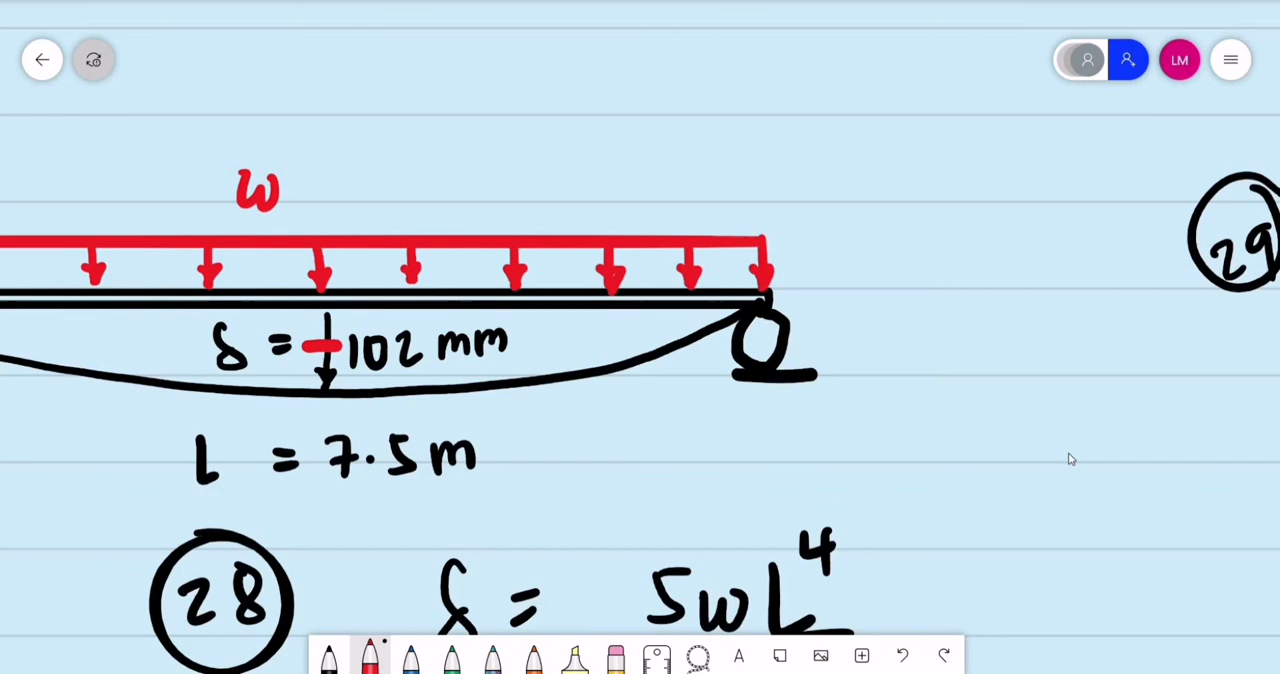 LM
w
29
δ = 102 mm
L = 7.5 m
28 δ = 5wL⁴
A